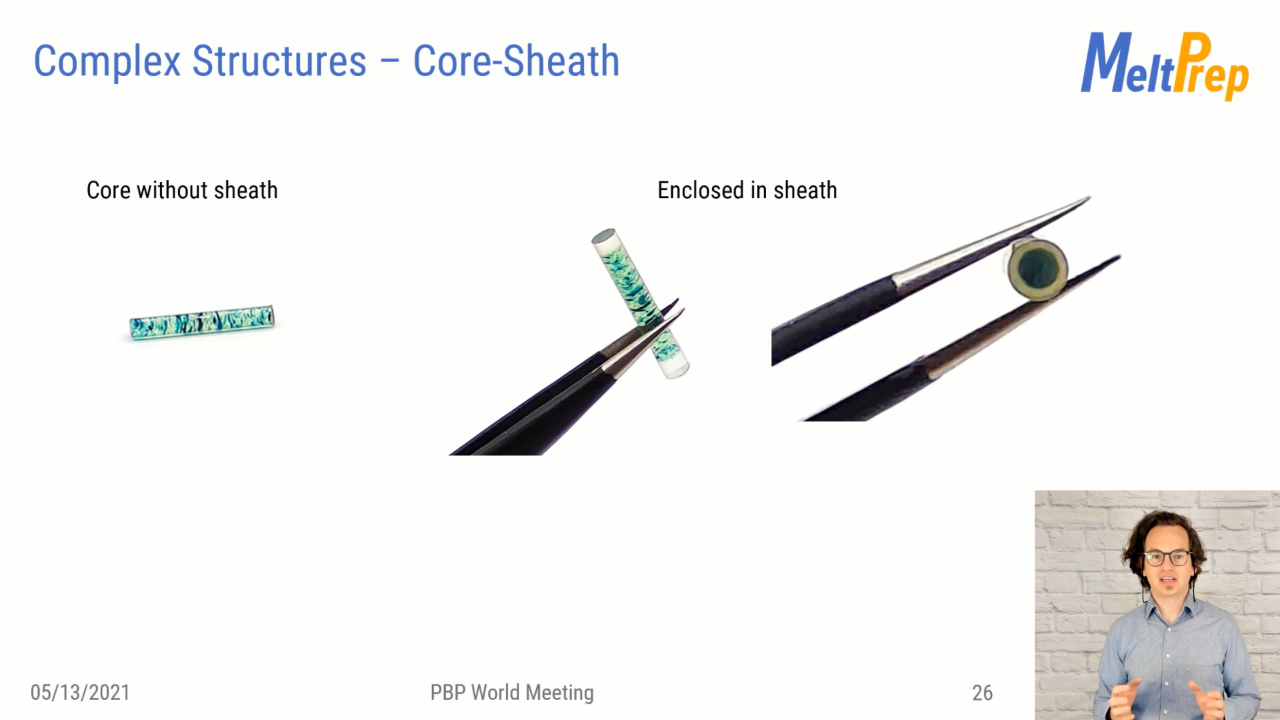 Complex Structures – Core-Sheath
MeltPrep
Core without sheath
Enclosed in sheath
05/13/2021
PBP World Meeting
26